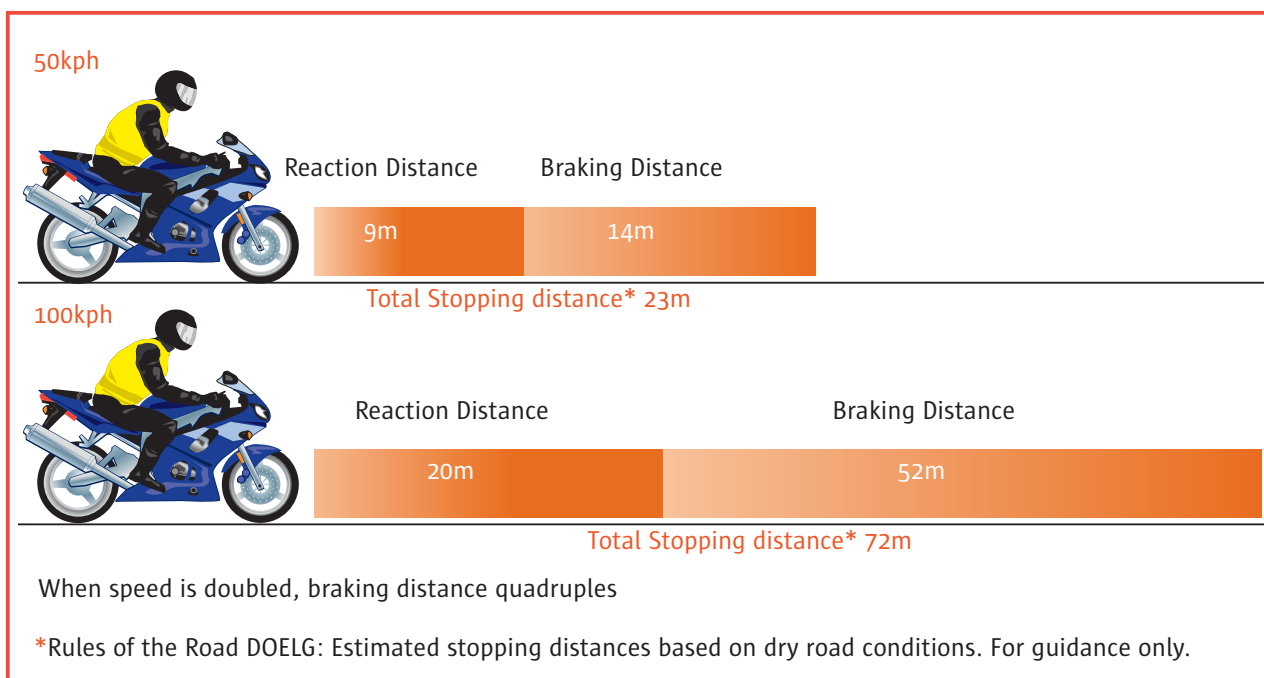 50kph
Reaction Distance Braking Distance
9m 14m
Total Stopping distance* 23m
100kph
Reaction Distance Braking Distance
20m 52m
Total Stopping distance* 72m
When speed is doubled, braking distance quadruples
*Rules of the Road DOELG: Estimated stopping distances based on dry road conditions. For guidance only.